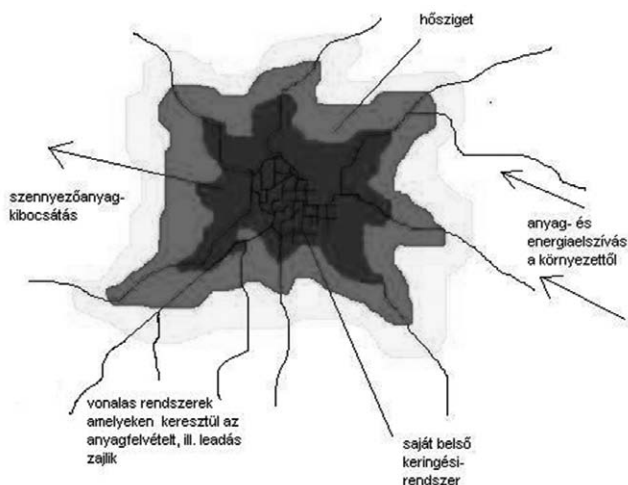 hősziget
szennyezőanyag-
kibocsátás
anyag- és
energiaelszívás
a környezettől
vonalas rendszerek
amelyeken keresztül az
anyagfelvételt, ill. leadás
zajlik
saját belső
keringési-
rendszer